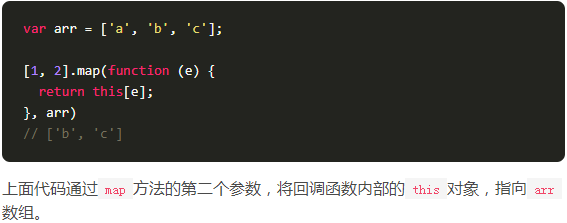 var arr = ['a', 'b', 'c'];
[1, 2].map(function (e) {
  return this[e];
}, arr)
// ['b', 'c']
上面代码通过 map 方法的第二个参数，将回调函数内部的 this 对象，指向 arr
数组。